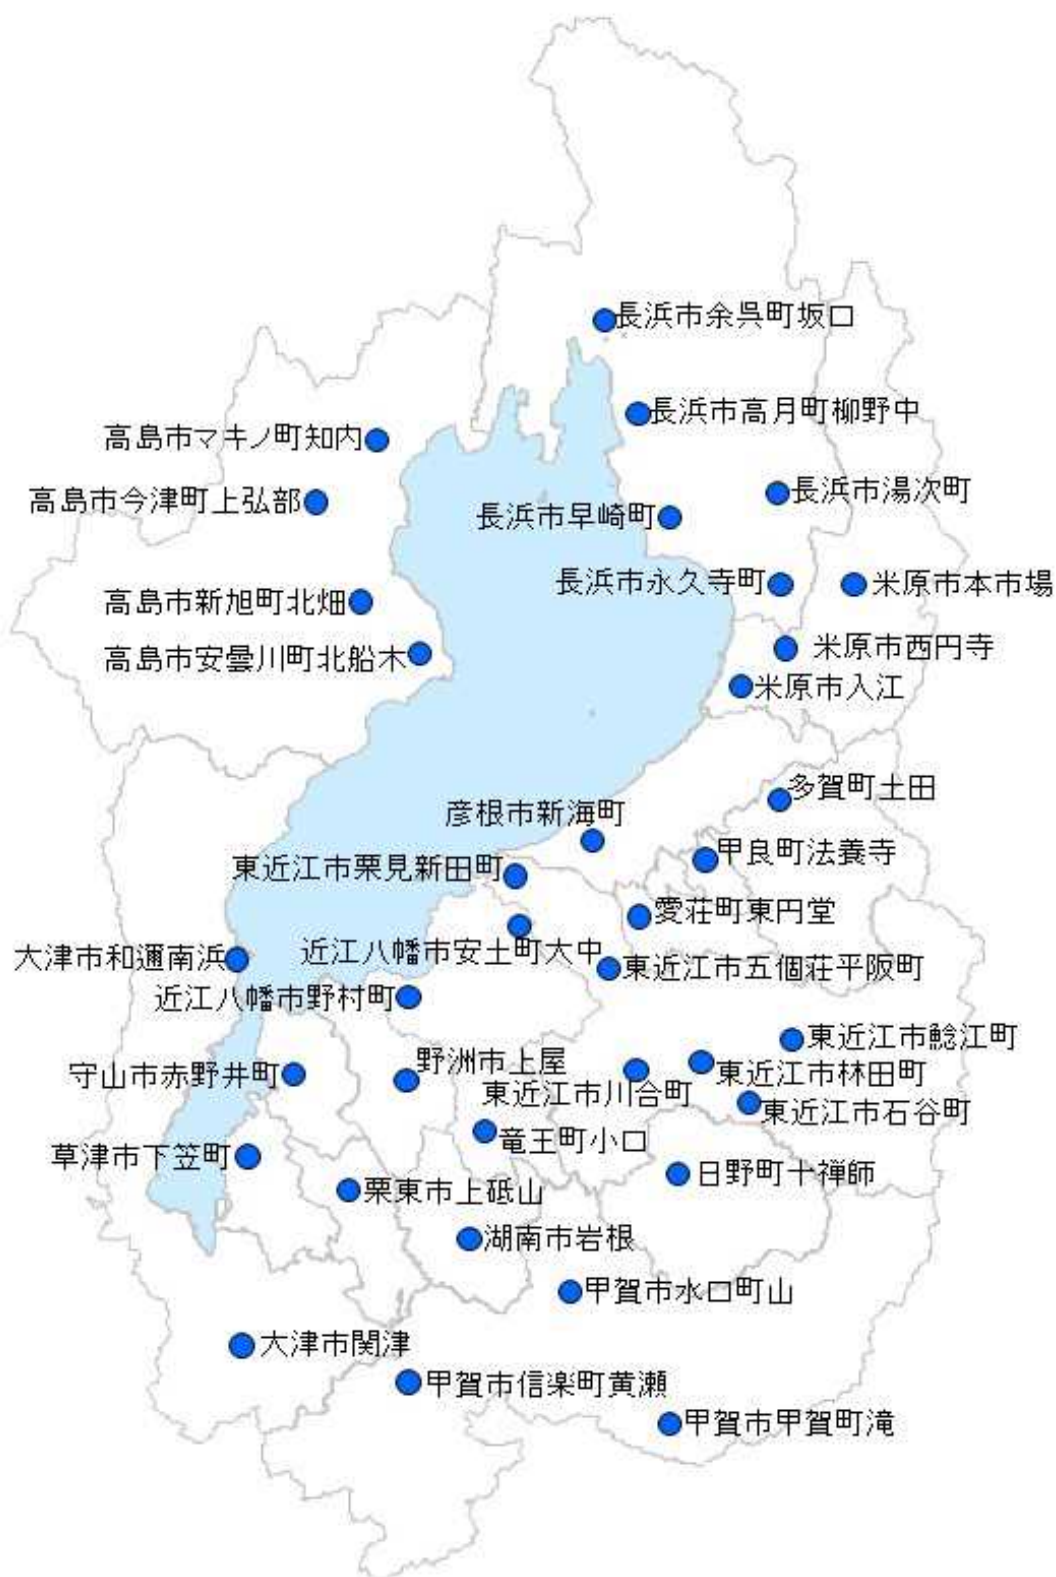 長浜市余呉町坂口
長浜市高月町柳野中
高島市マキノ町知内
長浜市湯次町
高島市今津町上弘部
長浜市早崎町
長浜市永久寺町
米原市本市場
高島市新旭町北畑
米原市西円寺
高島市安曇川町北船木
米原市入江
多賀町土田
彦根市新海町
甲良町法養寺
東近江市栗見新田町
愛荘町東円堂
近江八幡市安土町大中
大津市和邇南浜
東近江市五個荘平阪町
近江八幡市野村町
東近江市鯰江町
野洲市上屋
東近江市林田町
守山市赤野井町
東近江市川合町
東近江市石谷町
竜王町小口
草津市下笠町
日野町十禅師
栗東市上砥山
湖南市岩根
甲賀市水口町山
大津市関津
甲賀市信楽町黄瀬
甲賀市甲賀町滝